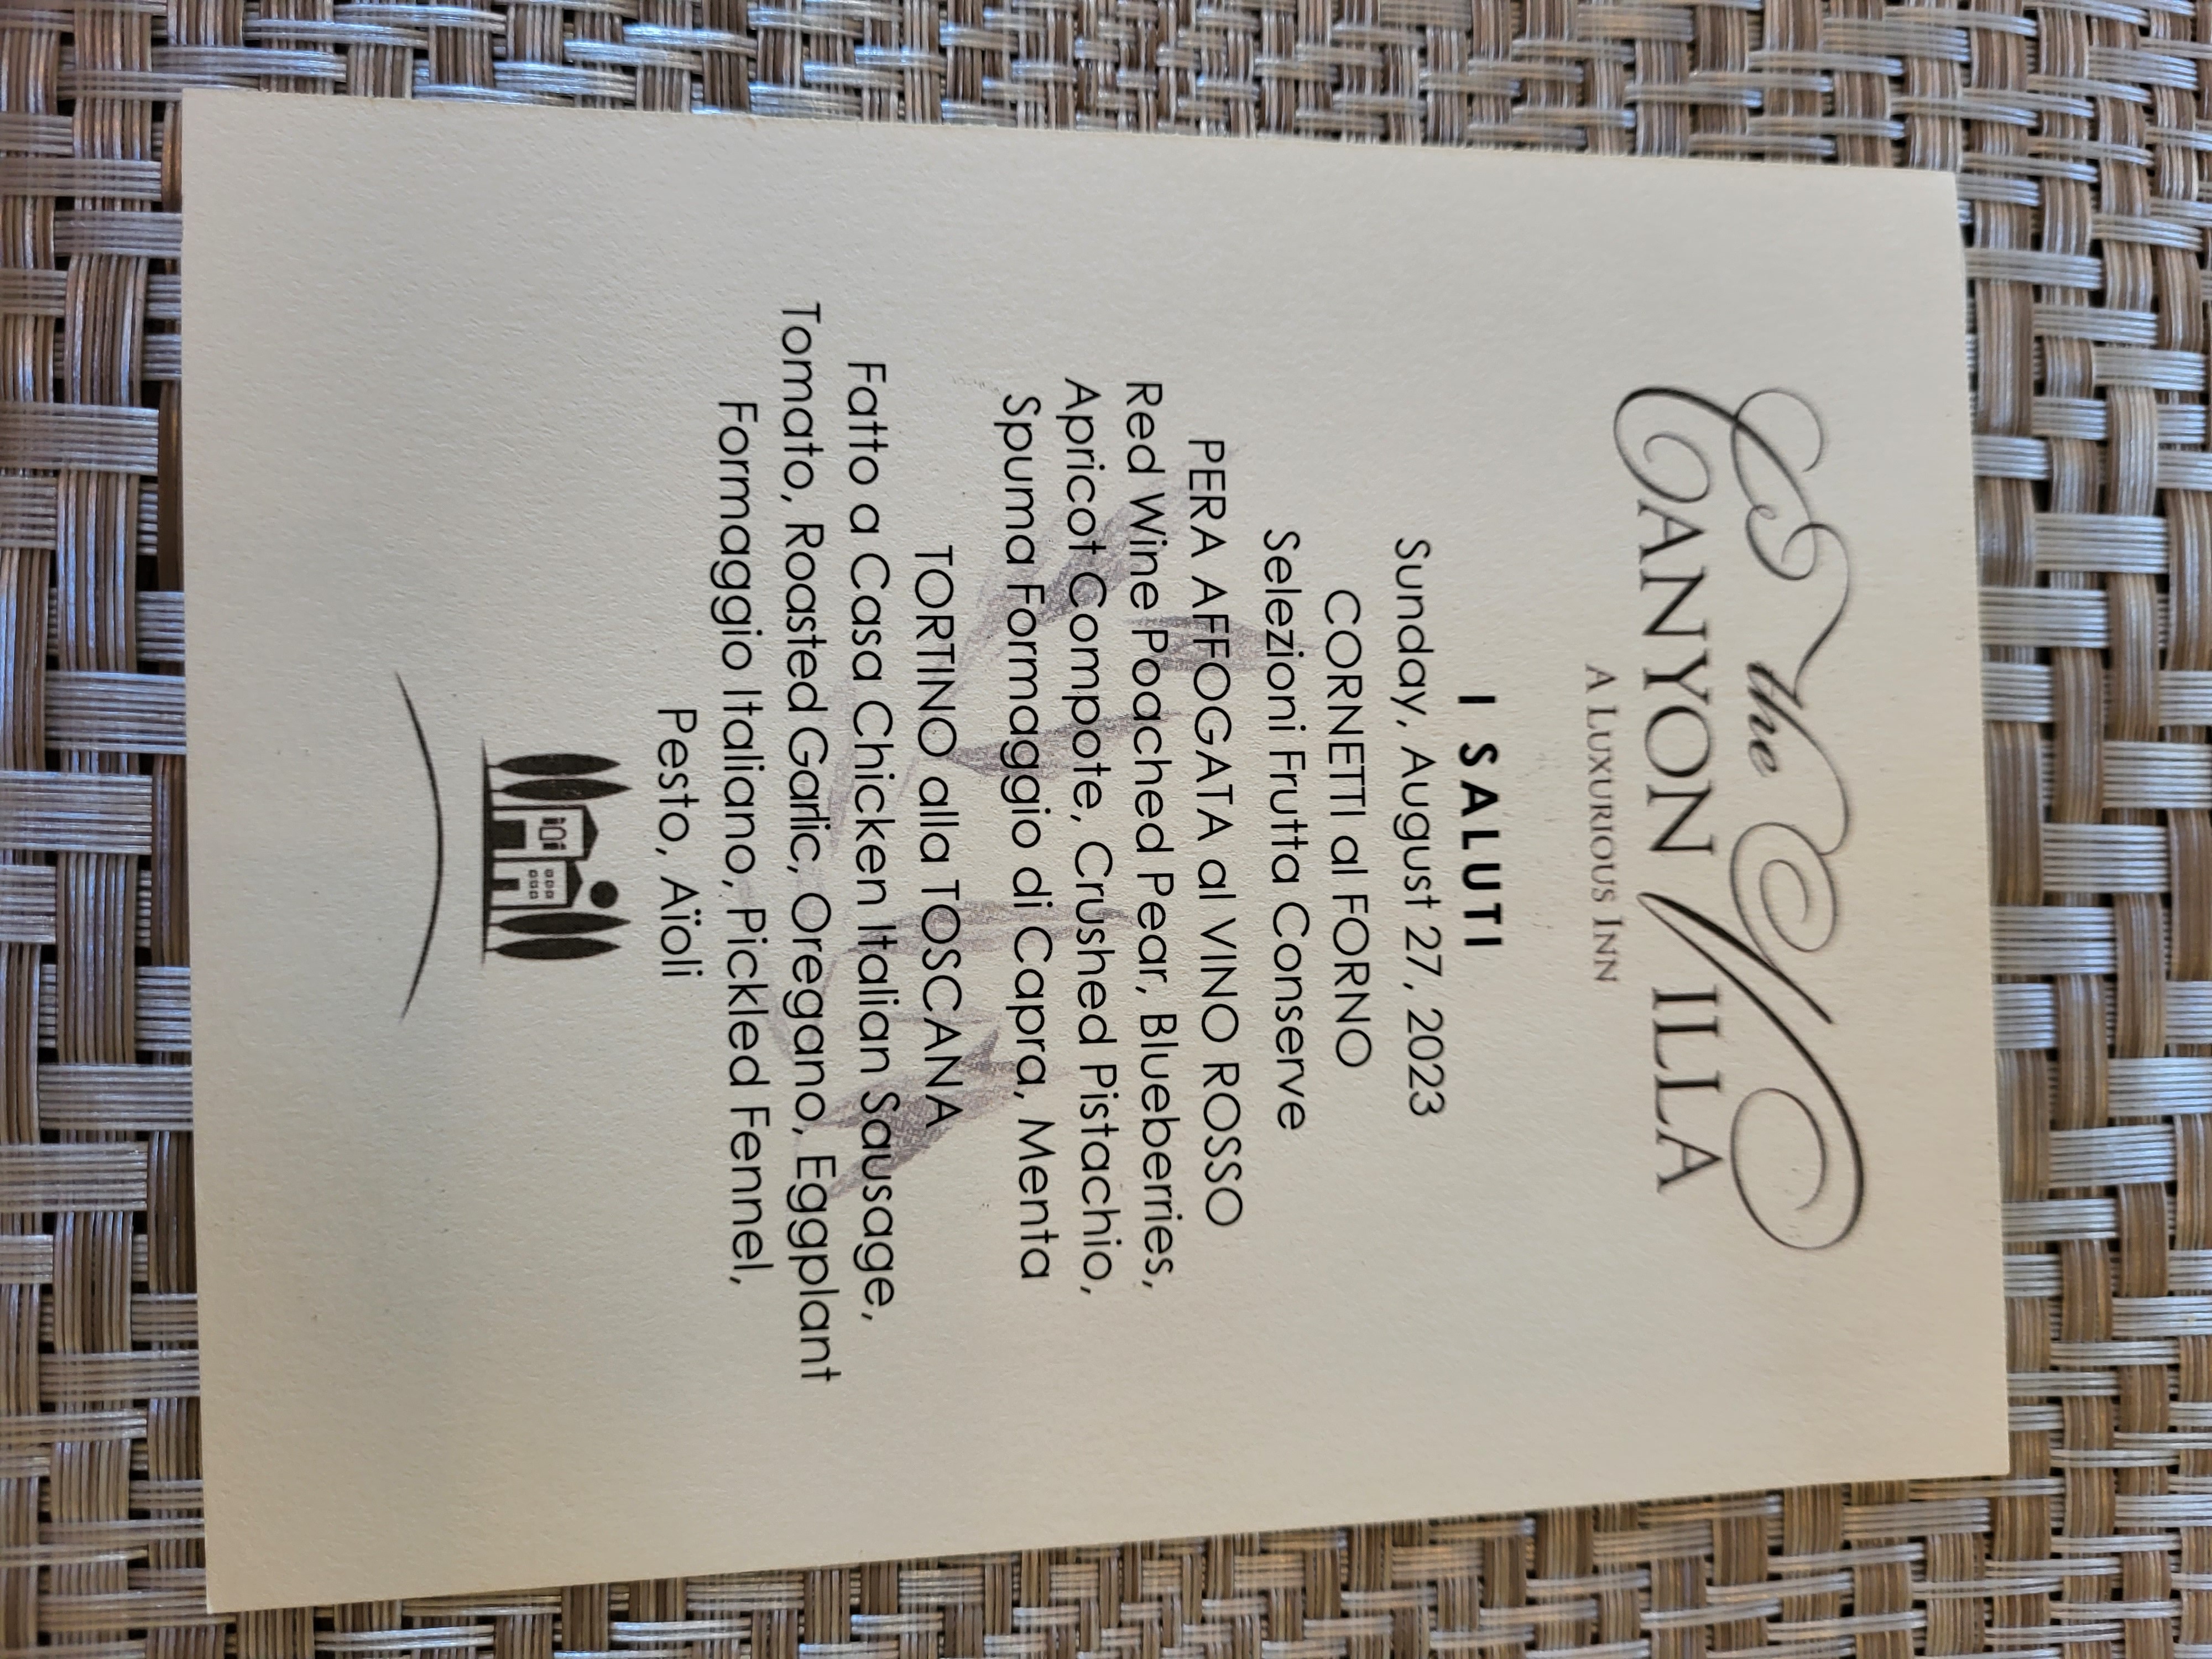 the
CANYON VILLA
A LUXURIOUS INN
I SALUTI
Sunday, August 27, 2023
CORNETTI al FORNO
Selezioni Frutta Conserve
PERA AFFOGATA al VINO ROSSO
Red Wine Poached Pear, Blueberries,
Apricot Compote, Crushed Pistachio,
Spuma Formaggio di Capra, Menta
TORTINO alla TOSCANA
Fatto a Casa Chicken Italian Sausage,
Tomato, Roasted Garlic, Oregano, Eggplant
Formaggio Italiano, Pickled Fennel,
Pesto, Aïoli